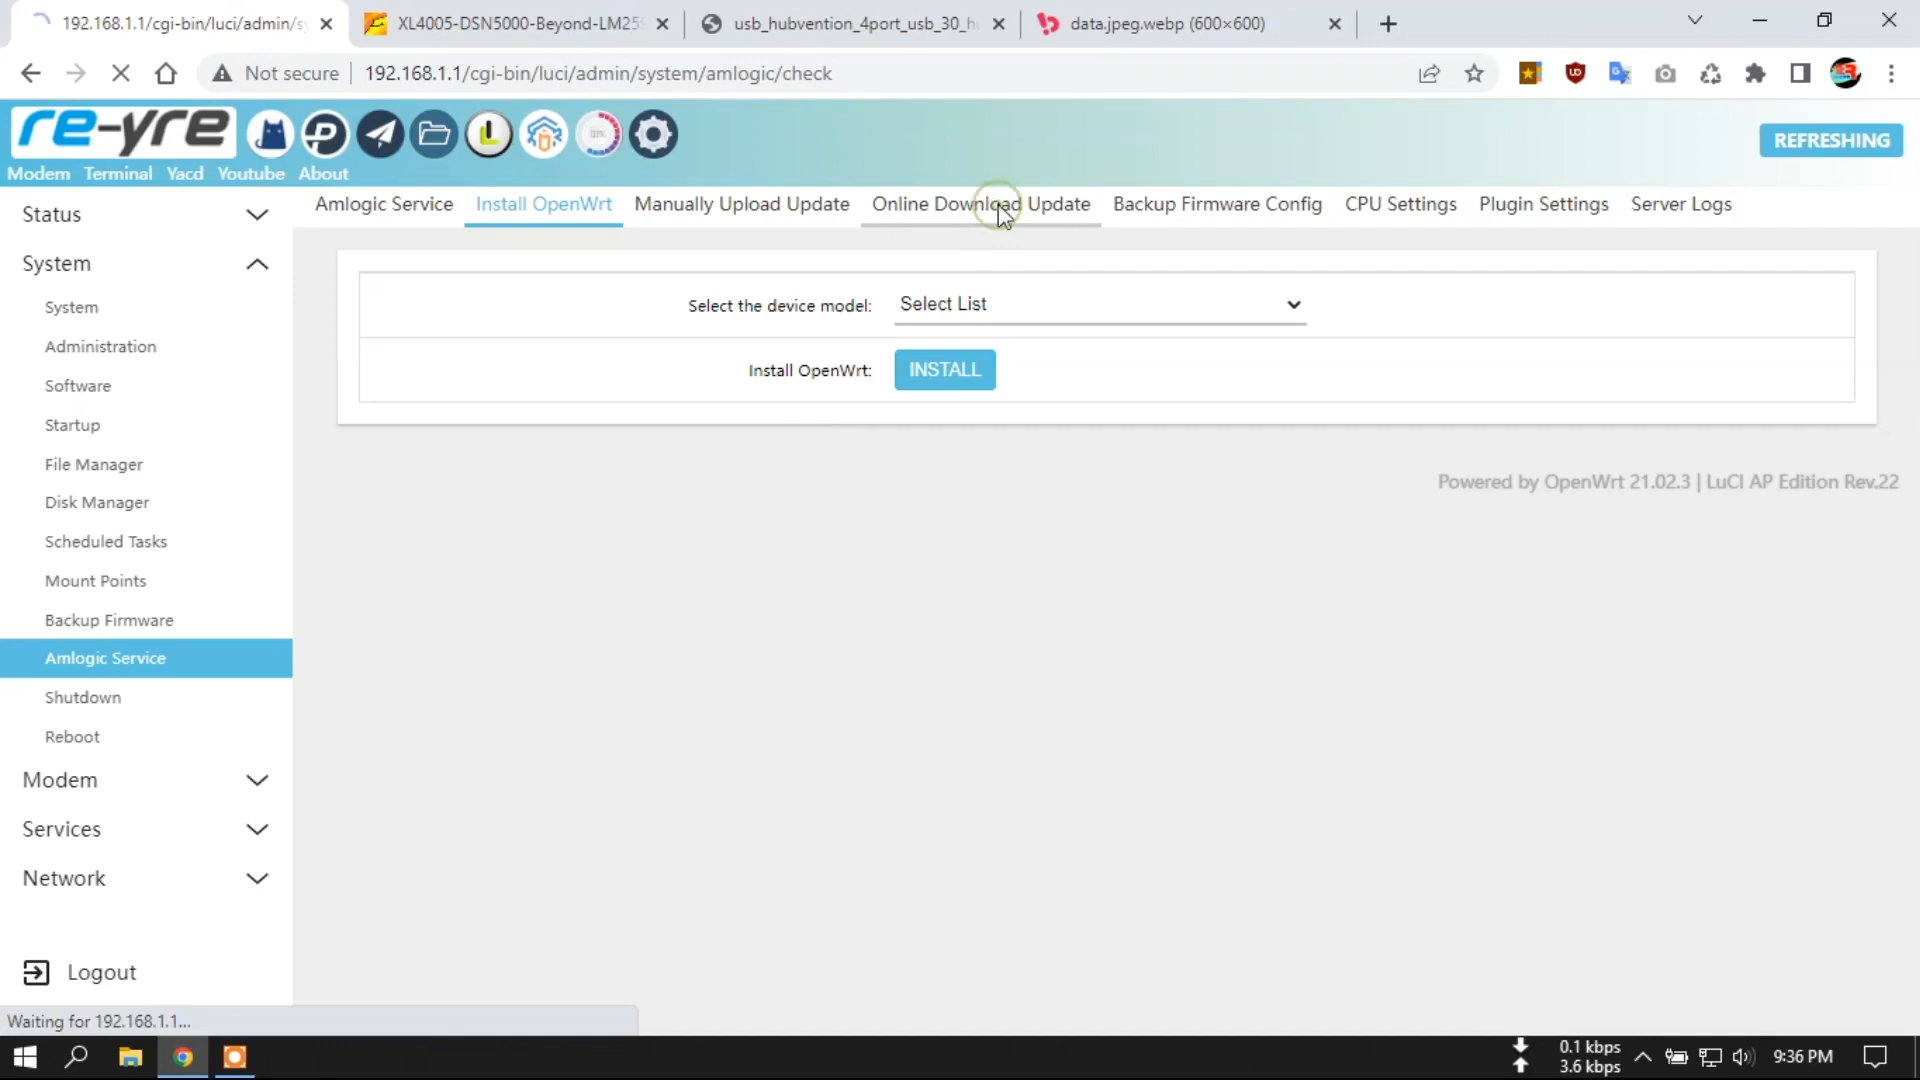 192.168.1.1/cgi-bin/luci/admin/sy
XL4005-DSN5000-Beyond-LM259
usb_hubvention_4port_usb_30_h
data.jpeg.webp (600×600)
Not secure
192.168.1.1/cgi-bin/luci/admin/system/amlogic/check
re-yre
REFRESHING
Modem Terminal Yacd Youtube About
Amlogic Service
Install OpenWrt
Manually Upload Update
Online Download Update
Backup Firmware Config
CPU Settings
Plugin Settings
Server Logs
Status
System
System
Administration
Software
Startup
File Manager
Disk Manager
Scheduled Tasks
Mount Points
Backup Firmware
Amlogic Service
Shutdown
Reboot
Modem
Services
Network
Logout
Select the device model:
Select List
Install OpenWrt:
INSTALL
Powered by OpenWrt 21.02.3 | LuCI AP Edition Rev.22
Waiting for 192.168.1.1...
0.1 kbps
3.6 kbps
9:36 PM